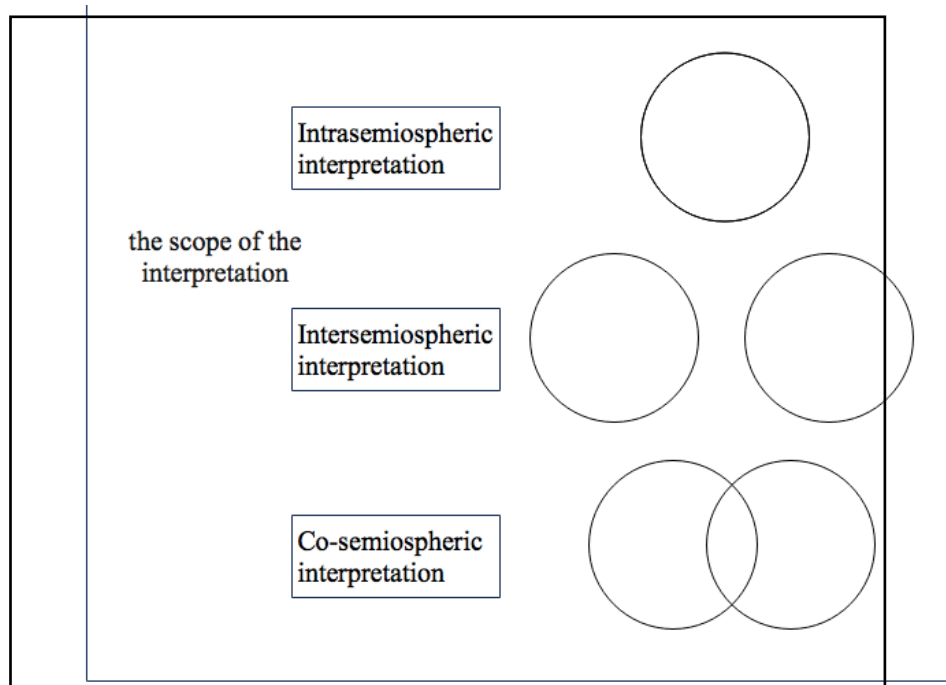 Intrasemiospheric
interpretation
the scope of the
interpretation
Intersemiospheric
interpretation
Co-semiospheric
interpretation